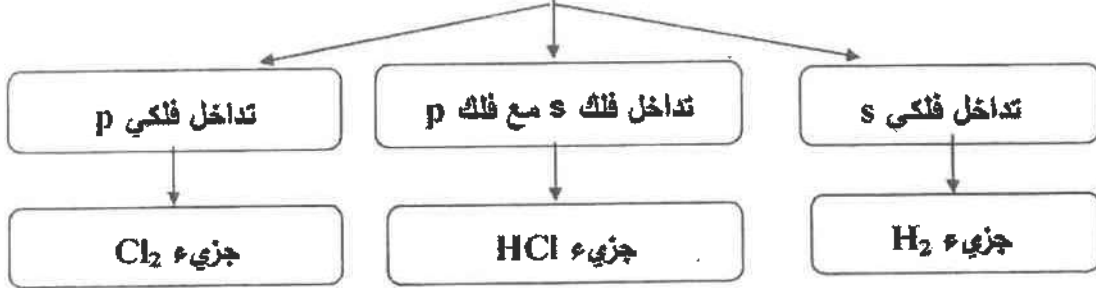 تداخل فلكي s
تداخل فلك s مع فلك p
تداخل فلكي p
جزيء H₂
جزيء HCl
جزيء Cl₂